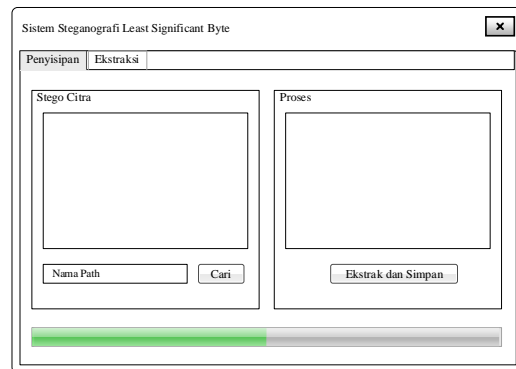 Sistem Steganografi Least Significant Byte
Penyisipan
Ekstraksi
Stego Citra
Proses
Nama Path
Cari
Ekstrak dan Simpan